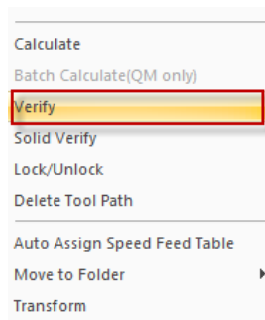 Calculate
Batch Calculate(QM only)
Verify
Solid Verify
Lock/Unlock
Delete Tool Path
Auto Assign Speed Feed Table
Move to Folder
Transform